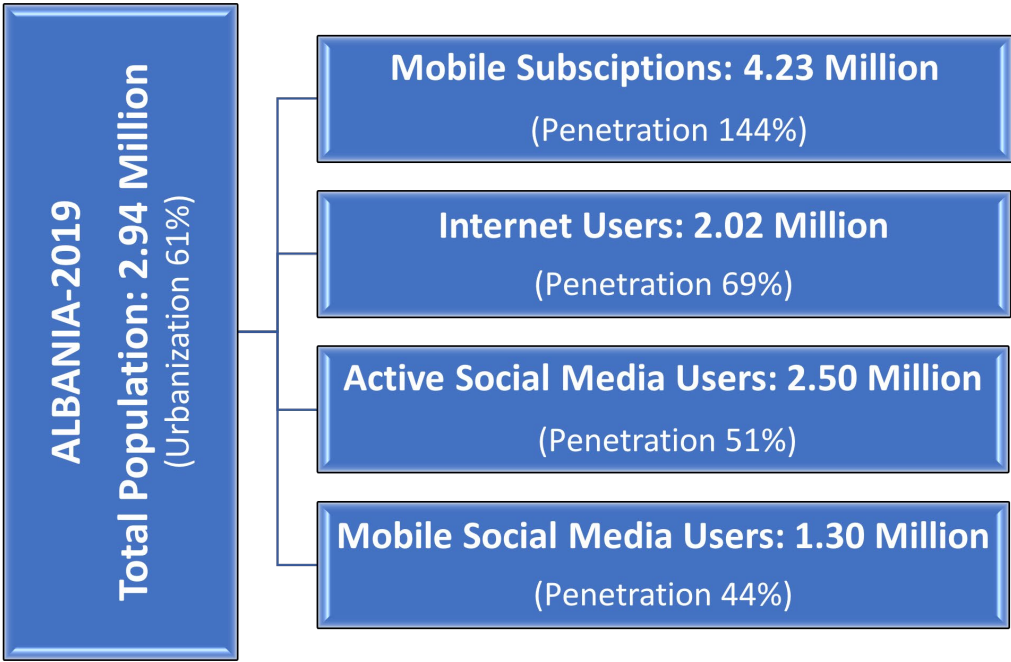 ALBANIA-2019
Total Population: 2.94 Million
(Urbanization 61%)
Mobile Subsciptions: 4.23 Million
(Penetration 144%)
Internet Users: 2.02 Million
(Penetration 69%)
Active Social Media Users: 2.50 Million
(Penetration 51%)
Mobile Social Media Users: 1.30 Million
(Penetration 44%)